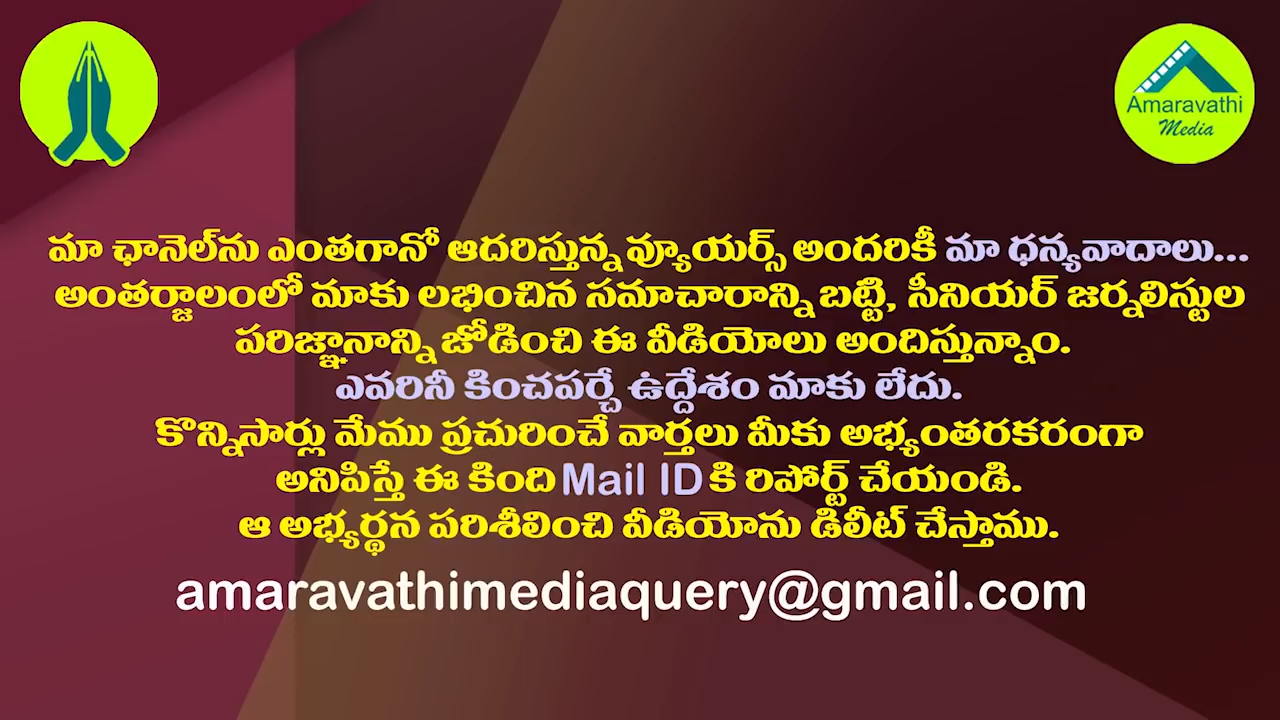 Amaravathi
Media
మా ఛానెల్‌ను ఎంతగానో ఆదరిస్తున్న వ్యూయర్స్ అందరికీ మా ధన్యవాదాలు...
అంతర్జాలంలో మాకు లభించిన సమాచారాన్ని బట్టి, సీనియర్ జర్నలిస్టుల
పరిజ్ఞానాన్ని జోడించి ఈ వీడియోలు అందిస్తున్నాం.
ఎవరినీ కించపర్చే ఉద్దేశం మాకు లేదు.
కొన్నిసార్లు మేము ప్రచురించే వార్తలు మీకు అభ్యంతరకరంగా
అనిపిస్తే ఈ కింది Mail ID కి రిపోర్ట్ చేయండి.
ఆ అభ్యర్థన పరిశీలించి వీడియోను డిలీట్ చేస్తాము.
amaravathimediaquery@gmail.com